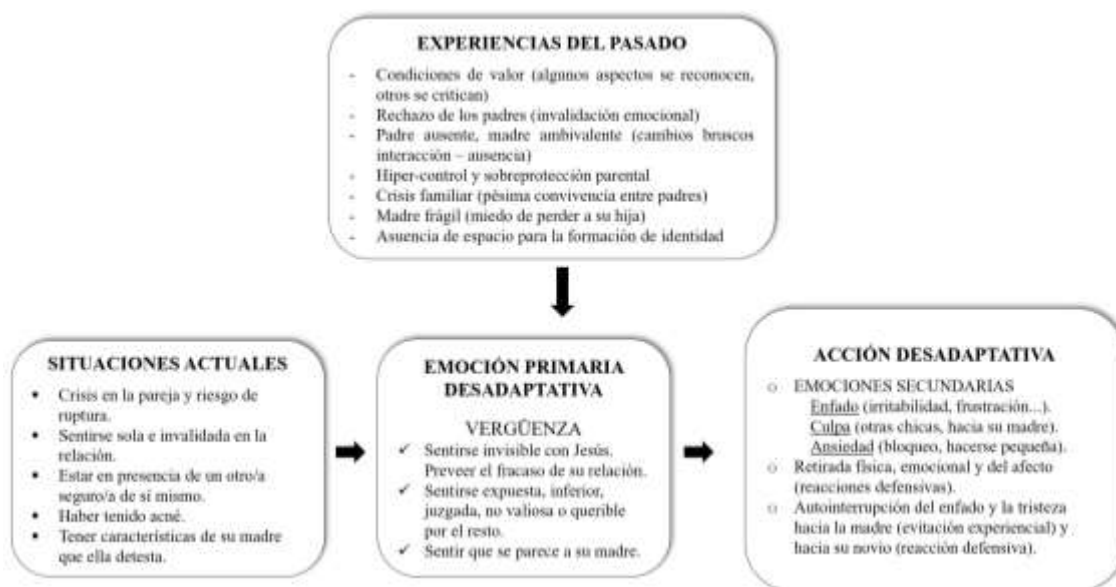 EXPERIENCIAS DEL PASADO
- Condiciones de valor (algunos aspectos se reconocen,
otros se critican)
- Rechazo de los padres (invalidación emocional)
- Padre ausente, madre ambivalente (cambios bruscos
interacción – ausencia)
- Hiper-control y sobreprotección parental
- Crisis familiar (pésima convivencia entre padres)
- Madre frágil (miedo de perder a su hija)
- Asuencia de espacio para la formación de identidad
SITUACIONES ACTUALES
• Crisis en la pareja y riesgo de
ruptura.
• Sentirse sola e invalidada en la
relación.
• Estar en presencia de un otro/a
seguro/a de sí mismo.
• Haber tenido acné.
• Tener características de su madre
que ella detesta.
EMOCIÓN PRIMARIA
DESADAPTATIVA
VERGÜENZA
✓ Sentirse invisible con Jesús.
Preveer el fracaso de su relación.
✓ Sentirse expuesta, inferior,
juzgada, no valiosa o querible
por el resto.
✓ Sentir que se parece a su madre.
ACCIÓN DESADAPTATIVA
o EMOCIONES SECUNDARIAS
Enfado (irritabilidad, frustración...).
Culpa (otras chicas, hacia su madre).
Ansiedad (bloqueo, hacerse pequeña).
o Retirada física, emocional y del afecto
(reacciones defensivas).
o Autointerrupción del enfado y la tristeza
hacia la madre (evitación experiencial) y
hacia su novio (reacción defensiva).